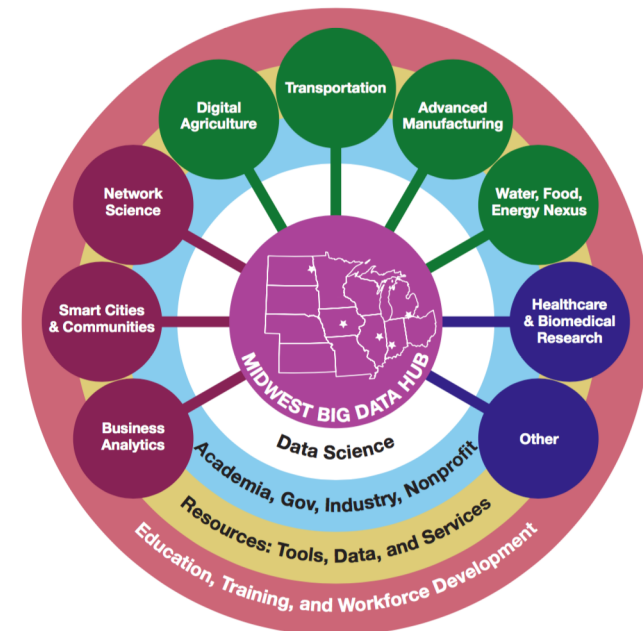 Transportation
Digital
Agriculture
Advanced
Manufacturing
Network
Science
Water, Food,
Energy Nexus
Smart Cities
& Communities
Healthcare
& Biomedical
Research
Business
Analytics
Other
MIDWEST BIG DATA HUB
Data Science
Academia, Gov, Industry, Nonprofit
Resources: Tools, Data, and Services
Education, Training, and Workforce Development